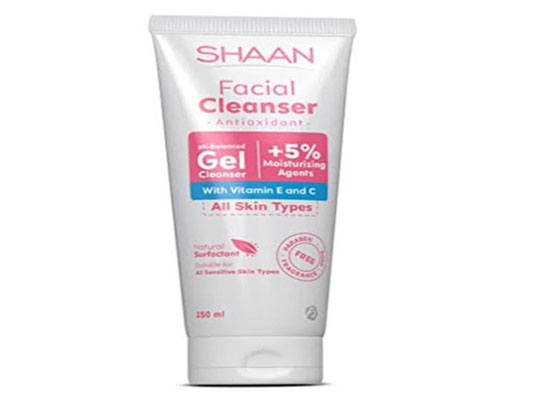 SHAAN
Facial
Cleanser
- Antioxidant -
pH-Balanced
Gel
Cleanser
+5%
Moisturizing
Agents
With Vitamin E and C
All Skin Types
Natural
Surfactant
Suitable for
All Sensitive Skin Types
PARABEN
FREE
FRAGRANCE
150 ml